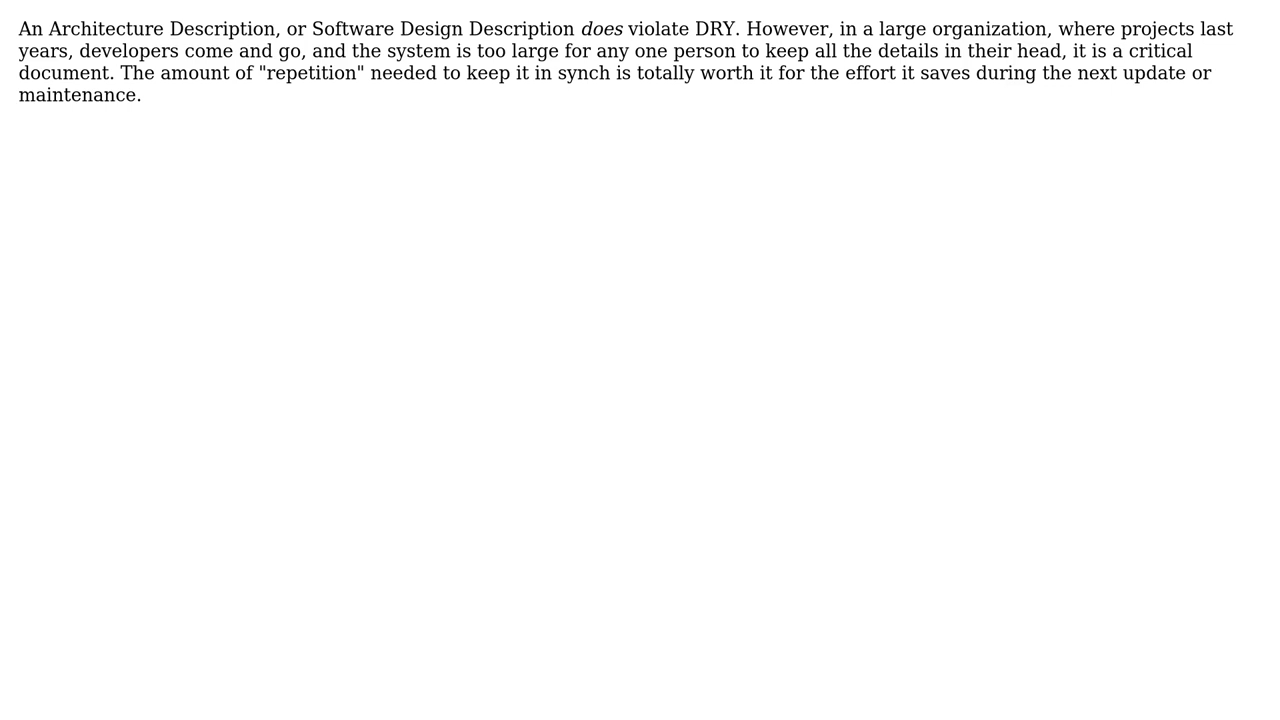 An Architecture Description, or Software Design Description does violate DRY. However, in a large organization, where projects last
years, developers come and go, and the system is too large for any one person to keep all the details in their head, it is a critical
document. The amount of "repetition" needed to keep it in synch is totally worth it for the effort it saves during the next update or
maintenance.